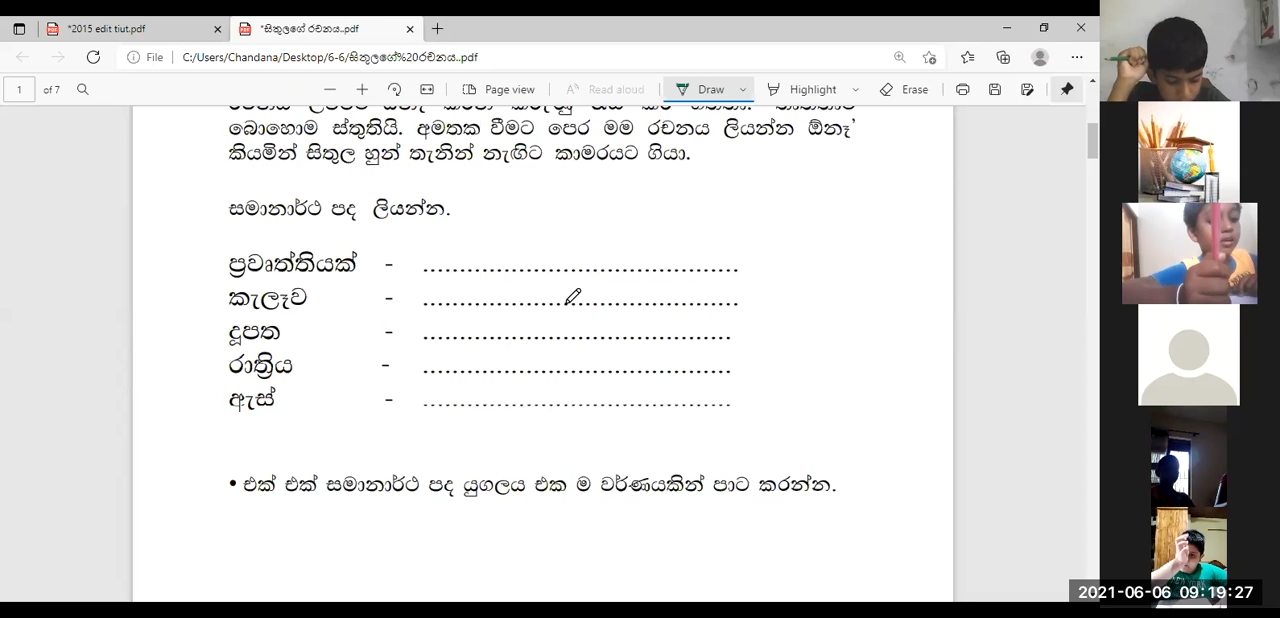 *2015 edit tiut.pdf
*සිතුලගේ රචනය..pdf
File C:/Users/Chandana/Desktop/6-6/සිතුලගේ%20රචනය..pdf
1 of 7 Page view Read aloud Draw Highlight Erase
බොහොම ස්තූතියි. අමතක වීමට පෙර මම රචනය ලියන්න ඕනෑ'
කියමින් සිතුල හුන් තැනින් නැඟිට කාමරයට ගියා.
සමානාර්ථ පද ලියන්න.
ප්‍රවෘත්තියක් - ..........................................
කැලෑව - ..........................................
දූපත - .........................................
රාත්‍රිය - .........................................
ඇස් - .........................................
• එක් එක් සමානාර්ථ පද යුගලය එක ම වර්ණයකින් පාට කරන්න.
2021-06-06 09:19:27